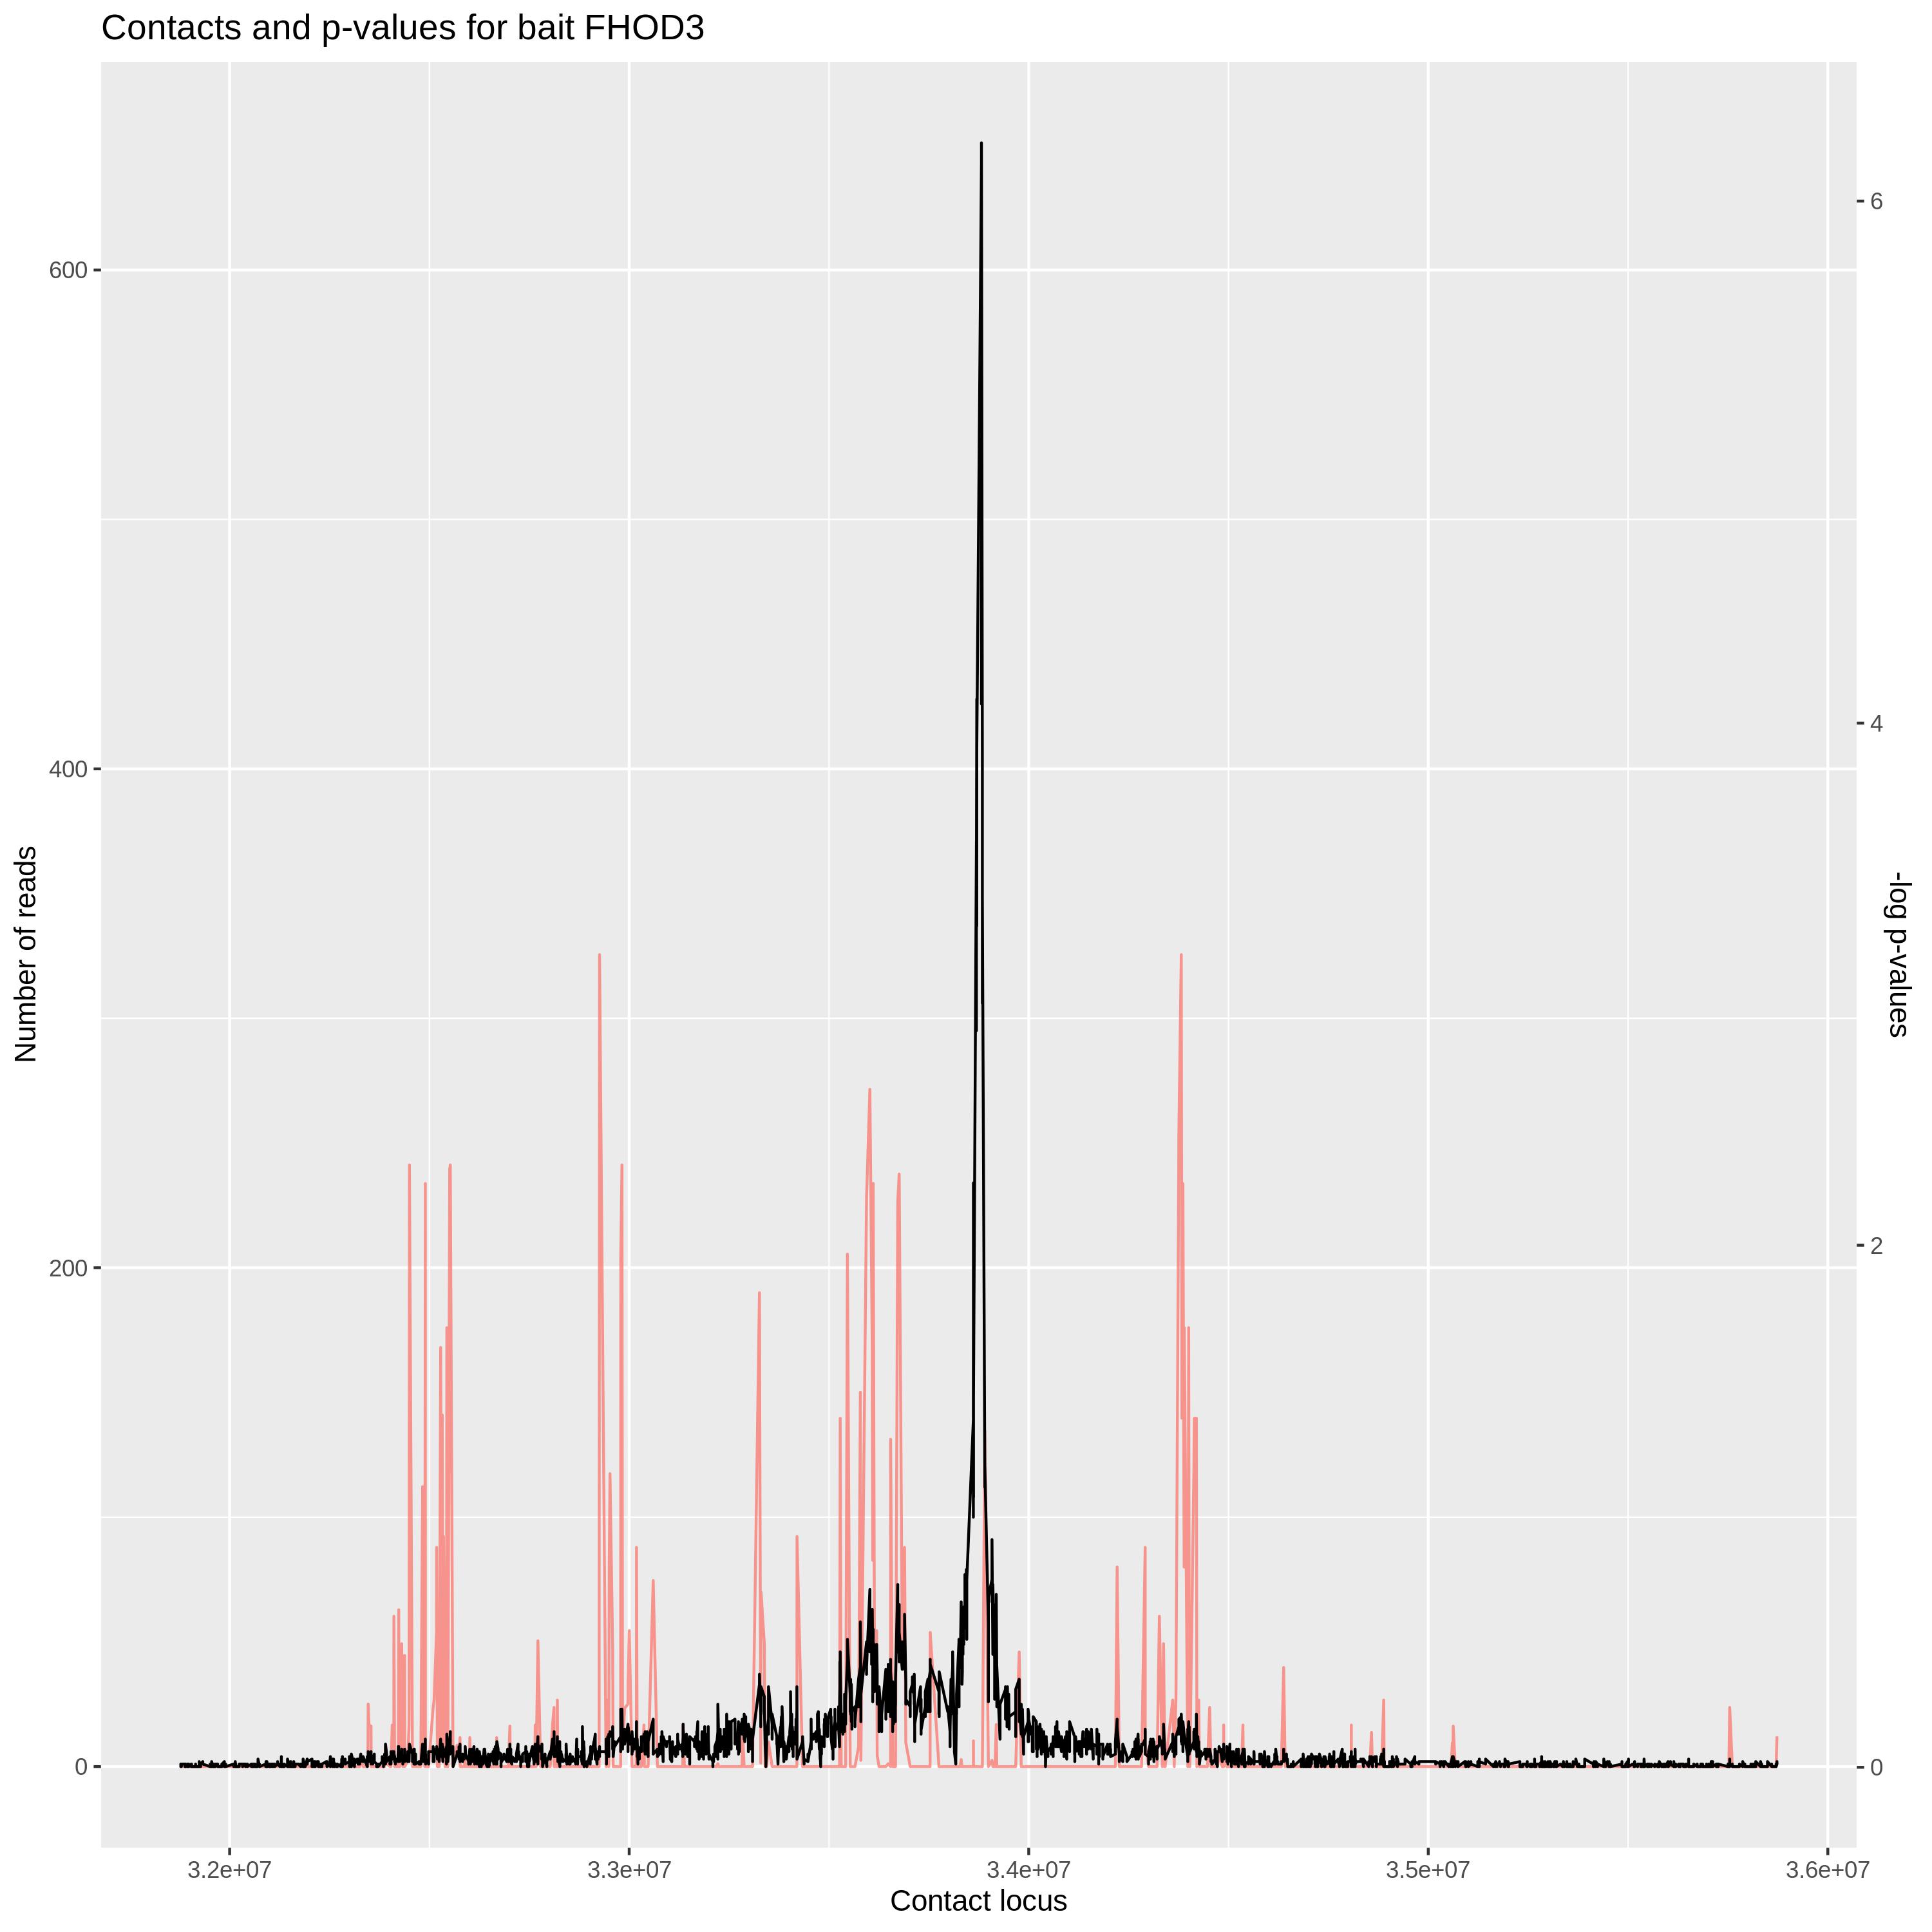 Contacts and p-values for bait FHOD3
600
400
200
0
Number of reads
6
4
2
0
-log p-values
3.2e+07
3.3e+07
3.4e+07
3.5e+07
3.6e+07
Contact locus